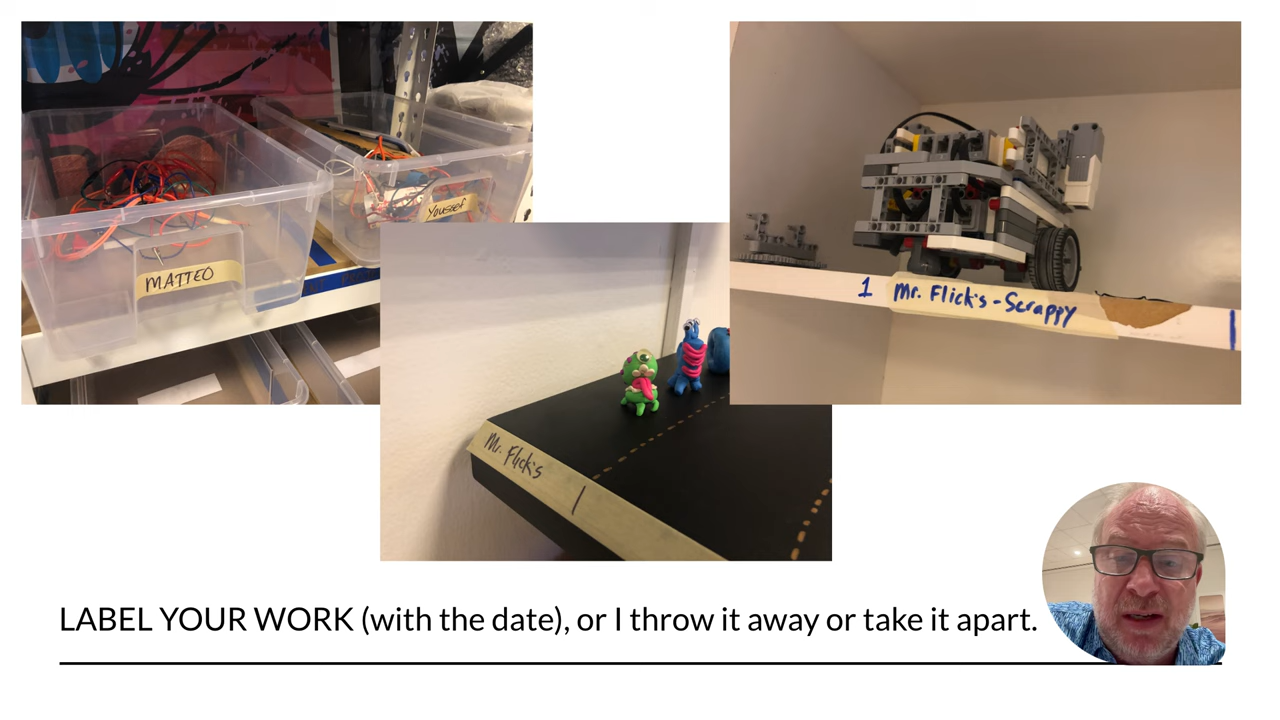 MATTEO
YOUSSEF
1 Mr. Flick's - Scrappy
Mr. Flick's
LABEL YOUR WORK (with the date), or I throw it away or take it apart.